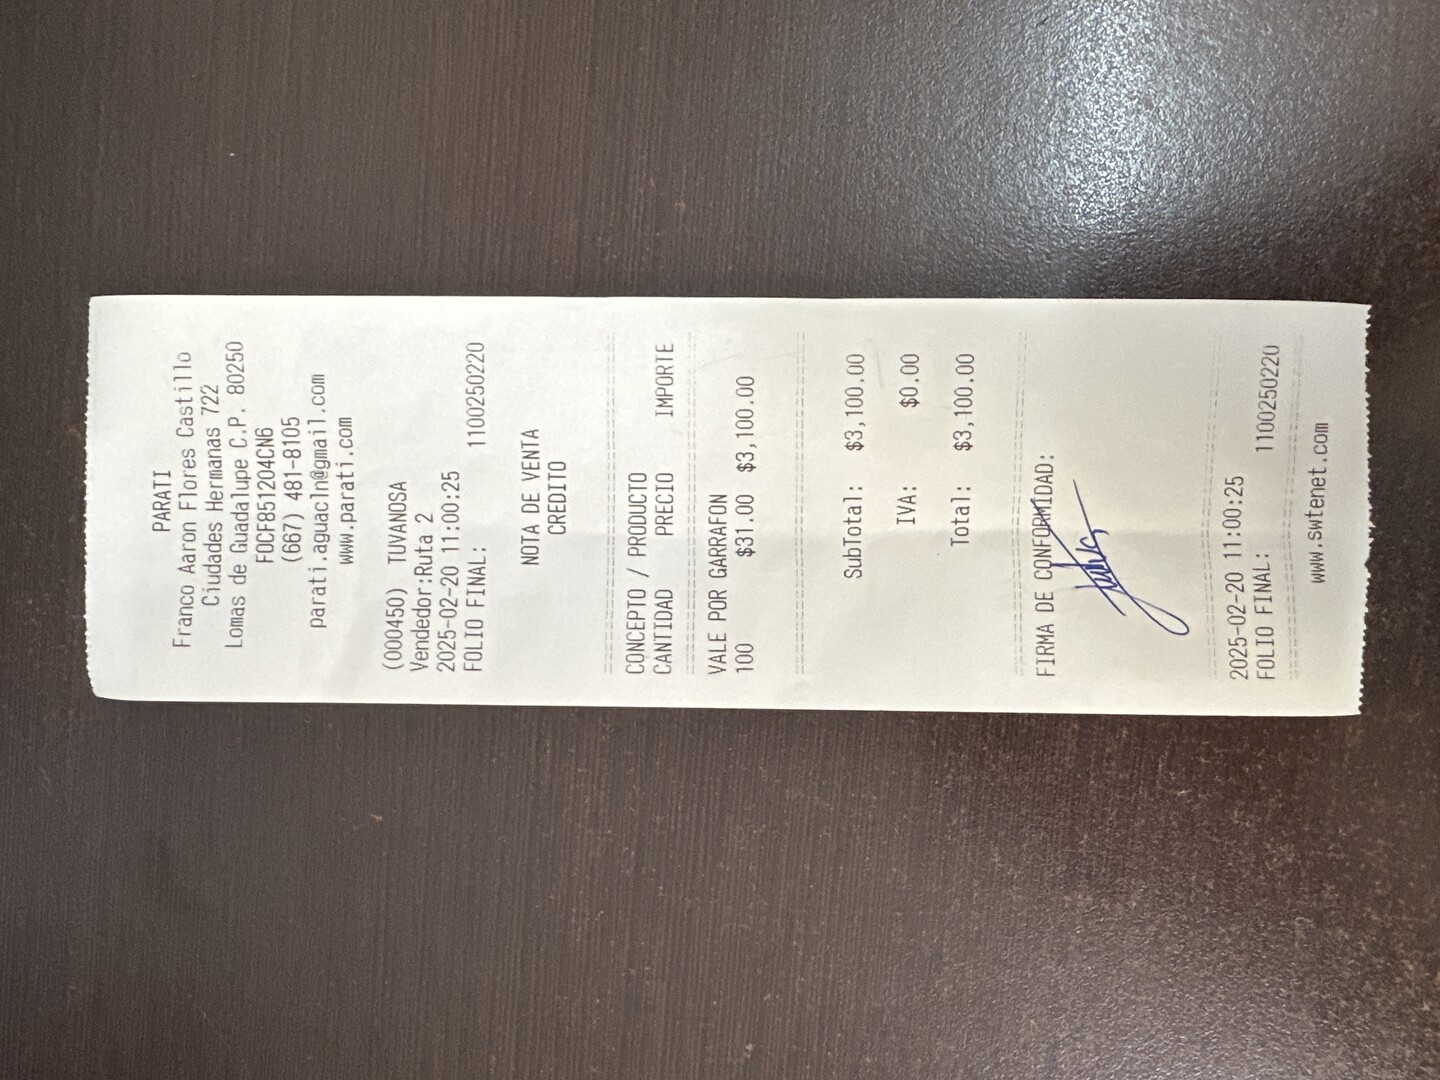 PARATI
Franco Aaron Flores Castillo
Ciudades Hermanas 722
Lomas de Guadalupe C.P. 80250
FOCF851204CN6
(667) 481-8105
parati.aguacln@gmail.com
www.parati.com
(000450) TUVANOSA
Vendedor:Ruta 2
2025-02-20 11:00:25
FOLIO FINAL: 1100250220
NOTA DE VENTA
CREDITO
CONCEPTO / PRODUCTO
CANTIDAD PRECIO IMPORTE
VALE POR GARRAFON
100 $31.00 $3,100.00
SubTotal: $3,100.00
IVA: $0.00
Total: $3,100.00
FIRMA DE CONFORMIDAD:
2025-02-20 11:00:25
FOLIO FINAL: 1100250220
www.swtenet.com